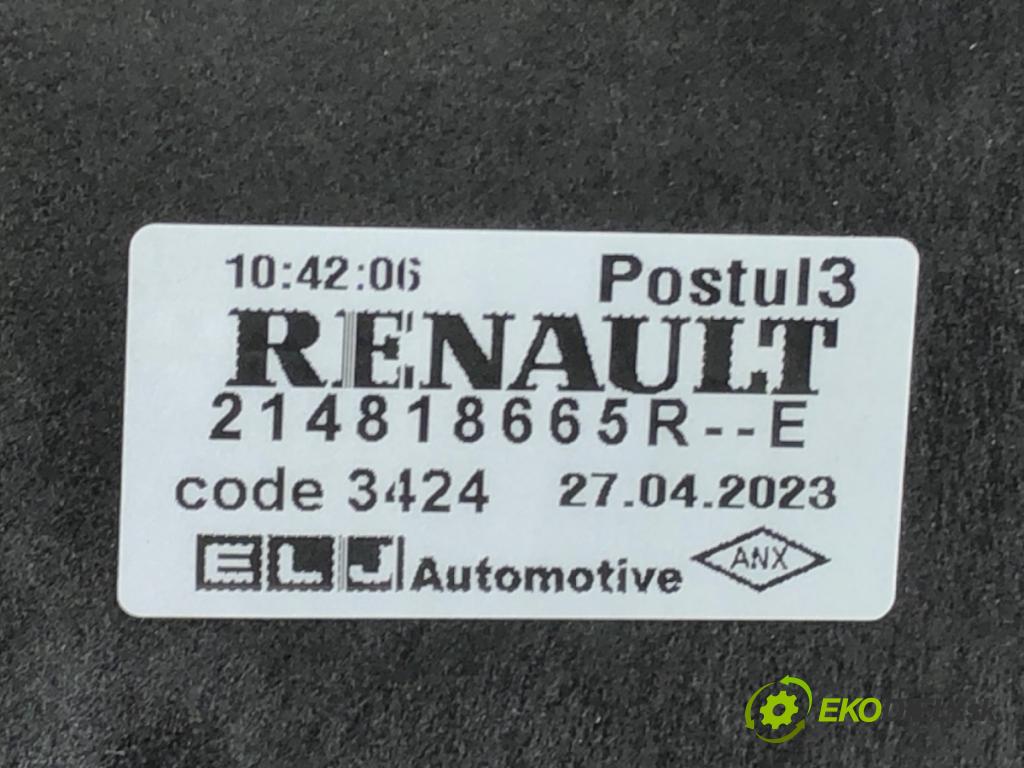 10:42:06 Postul3
RENAULT
214818665R--E
code 3424 27.04.2023
ELJ Automotive ANX
EKO